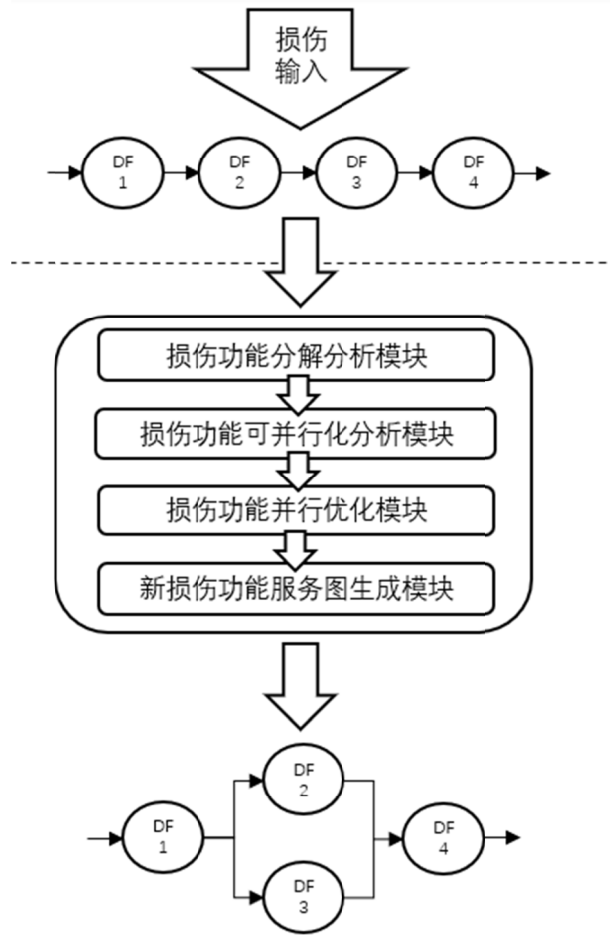 损伤
输入
DF
1
DF
2
DF
3
DF
4
损伤功能分解分析模块
损伤功能可并行化分析模块
损伤功能并行优化模块
新损伤功能服务图生成模块
DF
2
DF
1
DF
4
DF
3